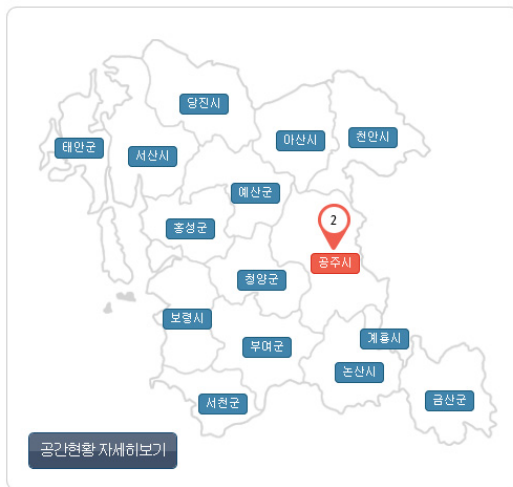 당진시
아산시
천안시
태안군
서산시
예산군
홍성군
2
공주시
청양군
보령시
계룡시
부여군
논산시
서천군
금산군
공간현황 자세히보기